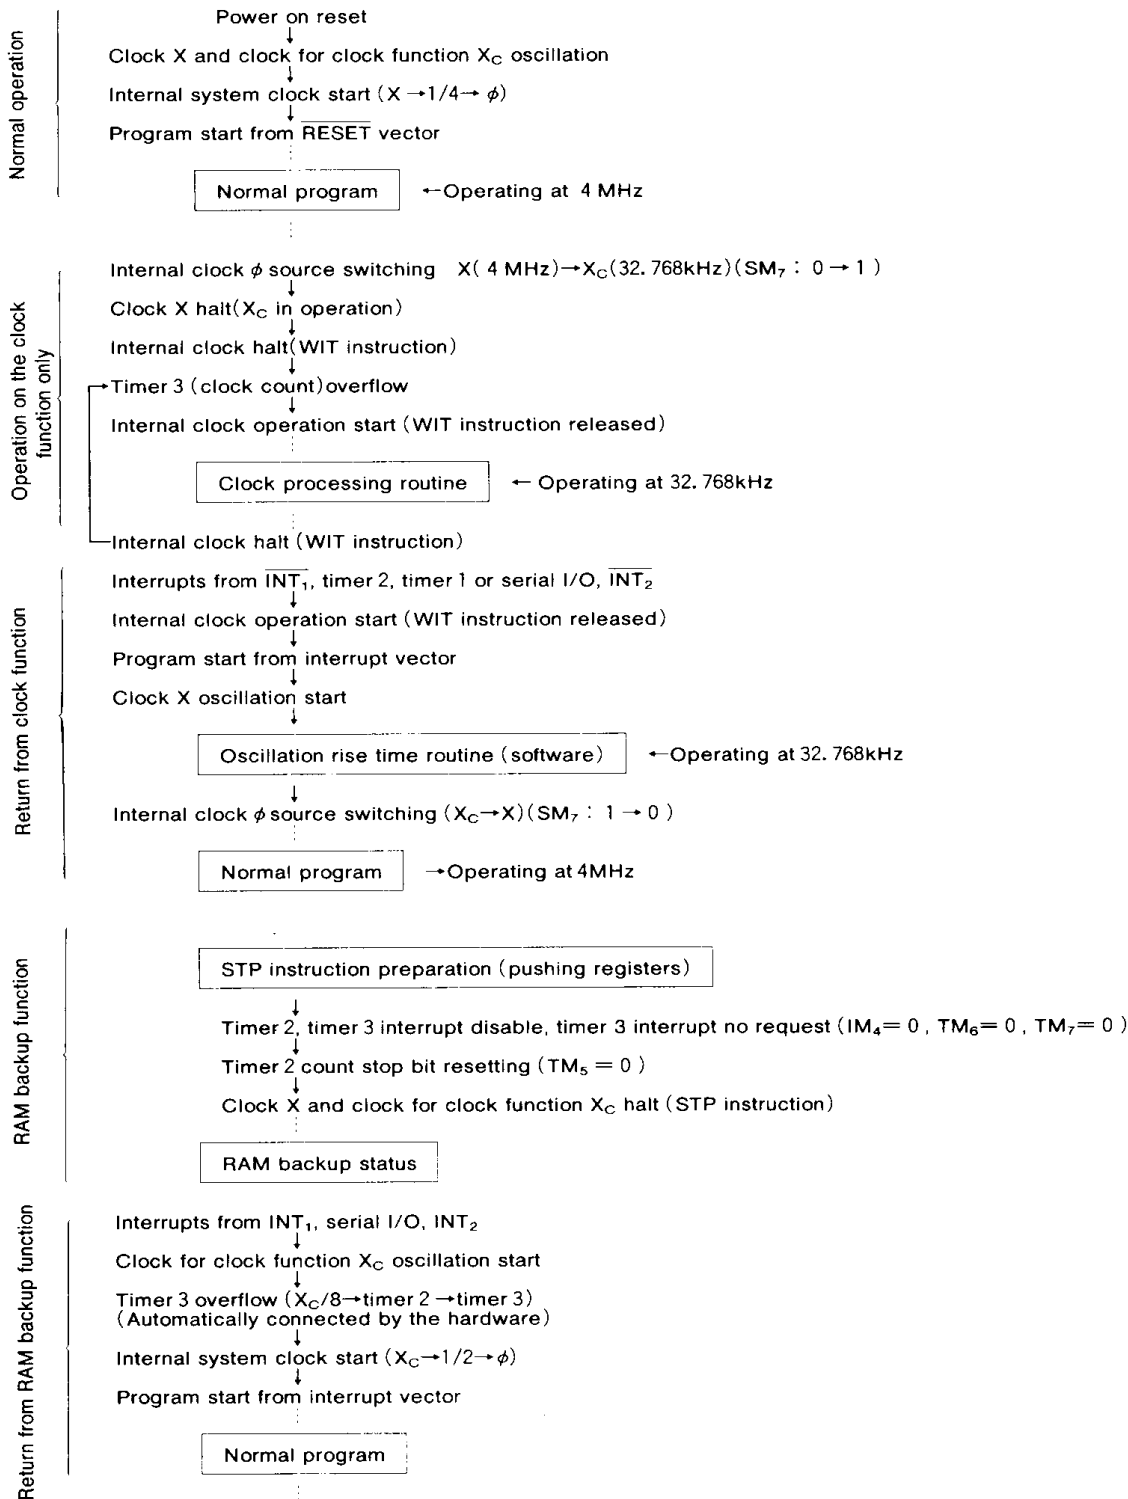 Normal operation
Power on reset
Clock X and clock for clock function X_C oscillation
Internal system clock start (X →1/4→ φ)
Program start from R̅E̅S̅E̅T̅ vector
Normal program ←Operating at 4 MHz
Operation on the clock
function only
Internal clock φ source switching X( 4 MHz)→X_C(32.768kHz)(SM₇ : 0 → 1 )
Clock X halt(X_C in operation)
Internal clock halt(WIT instruction)
Timer 3 (clock count)overflow
Internal clock operation start (WIT instruction released)
Clock processing routine ← Operating at 32.768kHz
Internal clock halt (WIT instruction)
Return from clock function
Interrupts from I̅N̅T̅₁̅, timer 2, timer 1 or serial I/O, I̅N̅T̅₂̅
Internal clock operation start (WIT instruction released)
Program start from interrupt vector
Clock X oscillation start
Oscillation rise time routine (software) ←Operating at 32.768kHz
Internal clock φ source switching (X_C→X)(SM₇ : 1 → 0 )
Normal program →Operating at 4MHz
RAM backup function
STP instruction preparation (pushing registers)
Timer 2, timer 3 interrupt disable, timer 3 interrupt no request (IM₄= 0 , TM₆= 0 , TM₇= 0 )
Timer 2 count stop bit resetting (TM₅ = 0 )
Clock X and clock for clock function X_C halt (STP instruction)
RAM backup status
Return from RAM backup function
Interrupts from INT₁, serial I/O, INT₂
Clock for clock function X_C oscillation start
Timer 3 overflow (X_C/8→timer 2 →timer 3)
(Automatically connected by the hardware)
Internal system clock start (X_C→1/2→φ)
Program start from interrupt vector
Normal program